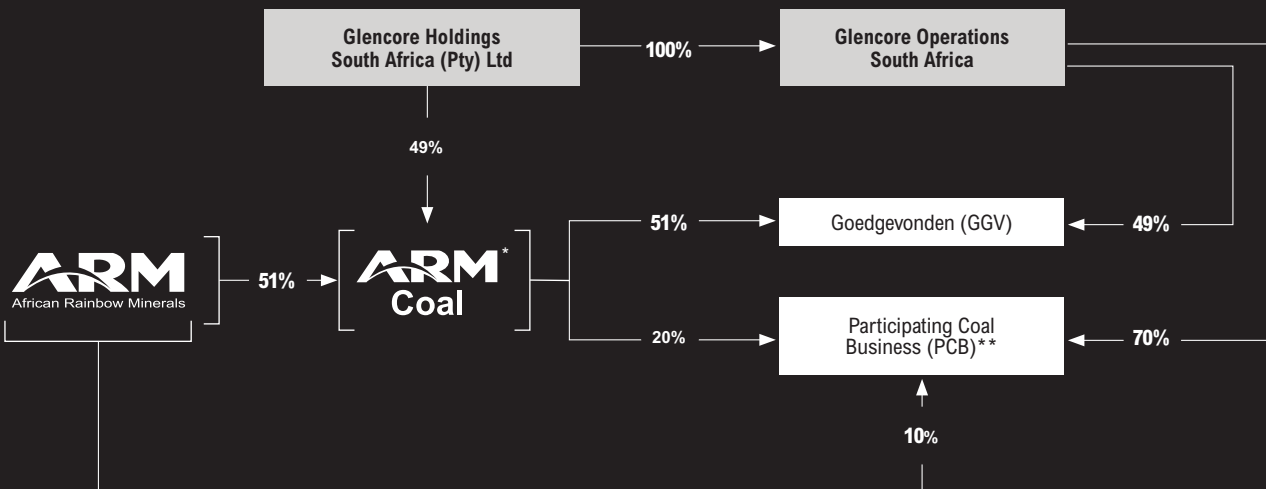 Glencore Holdings
South Africa (Pty) Ltd
100%
Glencore Operations
South Africa
49%
51%
Goedgevonden (GGV)
49%
ARM
African Rainbow Minerals
51%
ARM*
Coal
20%
Participating Coal
Business (PCB)**
70%
10%